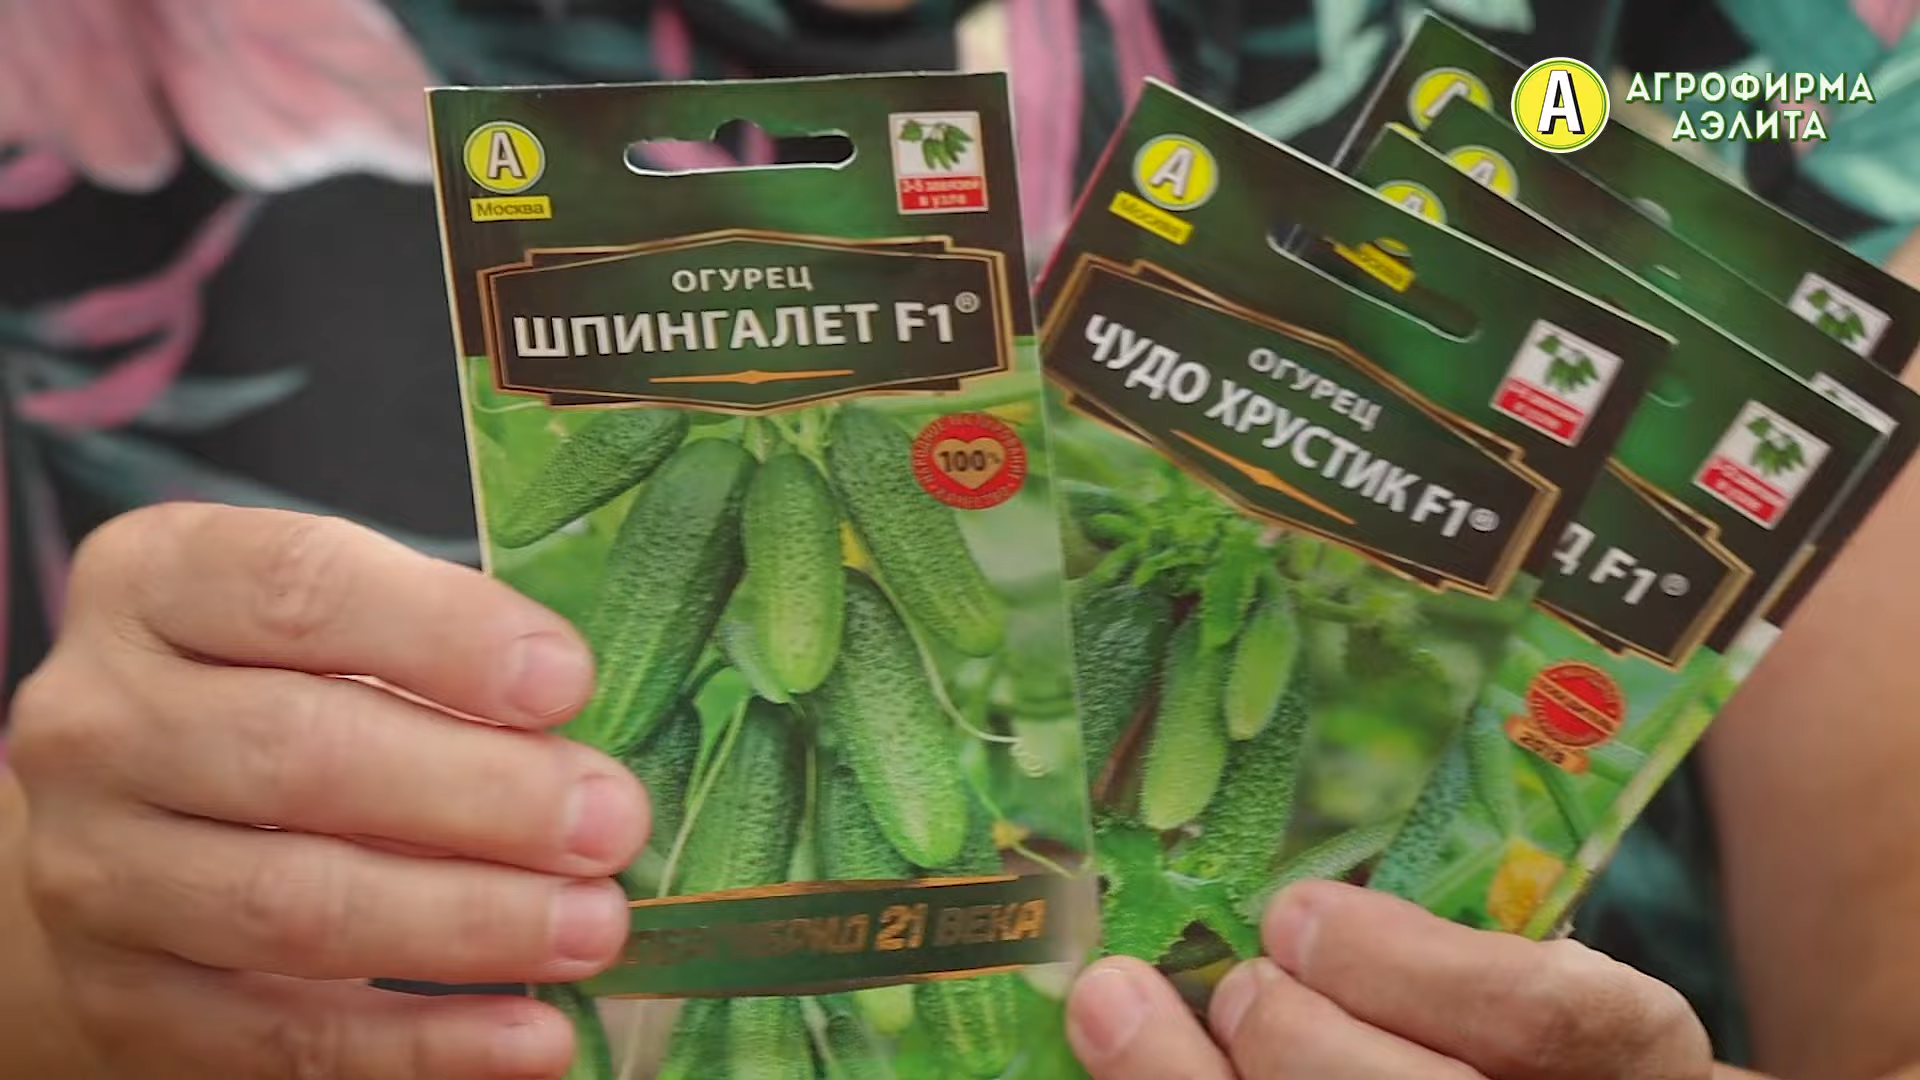 АГРОФИРМА
АЭЛИТА
А
Москва
3-5 завязей
в узле
ОГУРЕЦ
ШПИНГАЛЕТ F1®
100%
21 ВЕКА
А
Москва
ОГУРЕЦ
ЧУДО ХРУСТИК F1®
Москва
Д F1®
А
А
А